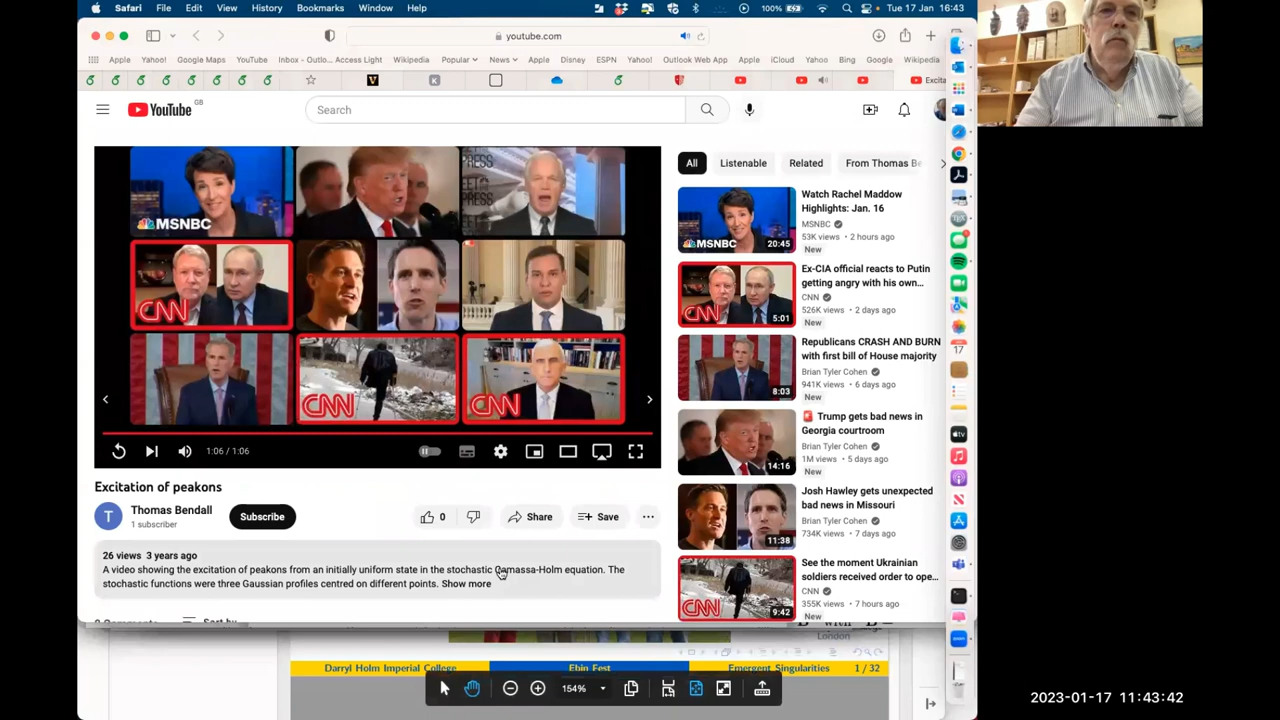 Safari File Edit View History Bookmarks Window Help 100% Tue 17 Jan 16:43
youtube.com
Apple Yahoo! Google Maps YouTube Inbox - Outlo... Access Light Wikipedia Popular News Apple Disney ESPN Yahoo! Outlook Web App Apple iCloud Yahoo Bing Google Wikipedia
Excita
YouTube GB
Search
All Listenable Related From Thomas Be
MSNBC
PRESS
CNN
CNN
CNN
1:06 / 1:06
Excitation of peakons
T
Thomas Bendall
1 subscriber
Subscribe
0
Share
Save
26 views 3 years ago
A video showing the excitation of peakons from an initially uniform state in the stochastic Camassa-Holm equation. The
stochastic functions were three Gaussian profiles centred on different points. Show more
Sort by
MSNBC
20:45
Watch Rachel Maddow
Highlights: Jan. 16
MSNBC
53K views • 2 hours ago
New
CNN
5:01
Ex-CIA official reacts to Putin
getting angry with his own...
CNN
526K views • 2 days ago
New
8:03
Republicans CRASH AND BURN
with first bill of House majority
Brian Tyler Cohen
941K views • 6 days ago
New
14:16
Trump gets bad news in
Georgia courtroom
Brian Tyler Cohen
1M views • 5 days ago
New
11:38
Josh Hawley gets unexpected
bad news in Missouri
Brian Tyler Cohen
734K views • 7 days ago
CNN
9:42
See the moment Ukrainian
soldiers received order to ope...
CNN
355K views • 7 hours ago
New
London
Darryl Holm Imperial College Ebin Fest Emergent Singularities 1 / 32
154%
17
2023-01-17 11:43:42